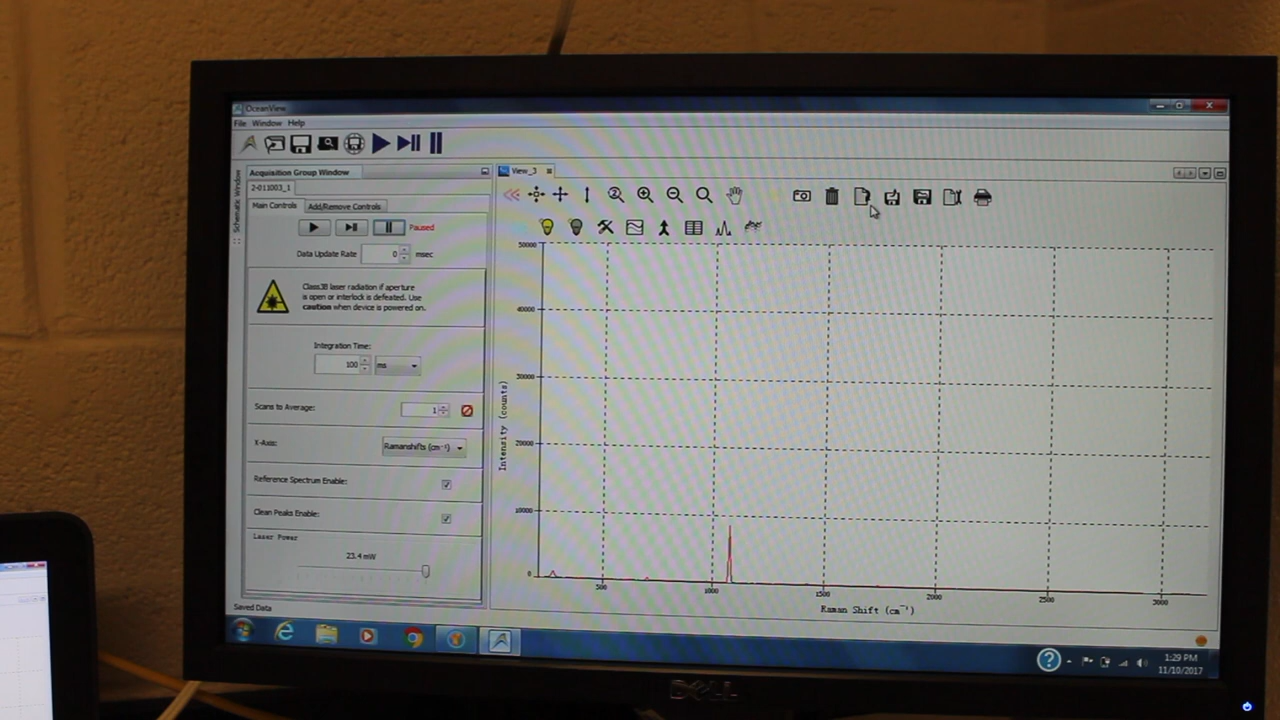 OceanView
File Window Help
Acquisition Group Window
2-011003_1
Main Controls Add/Remove Controls
Paused
Data Update Rate 0 msec
Class3B laser radiation if aperture
is open or interlock is defeated. Use
caution when device is powered on.
Integration Time:
100 ms
Scans to Average: 1
X-Axis: Ramanshifts (cm⁻¹)
Reference Spectrum Enable:
Clean Peaks Enable:
Laser Power
23.4 mW
Saved Data
Schematic Window
View_3
50000
40000
30000
20000
10000
0
Intensity (counts)
500 1000 1500 2000 2500 3000
Raman Shift (cm⁻¹)
1:29 PM
11/10/2017
DELL